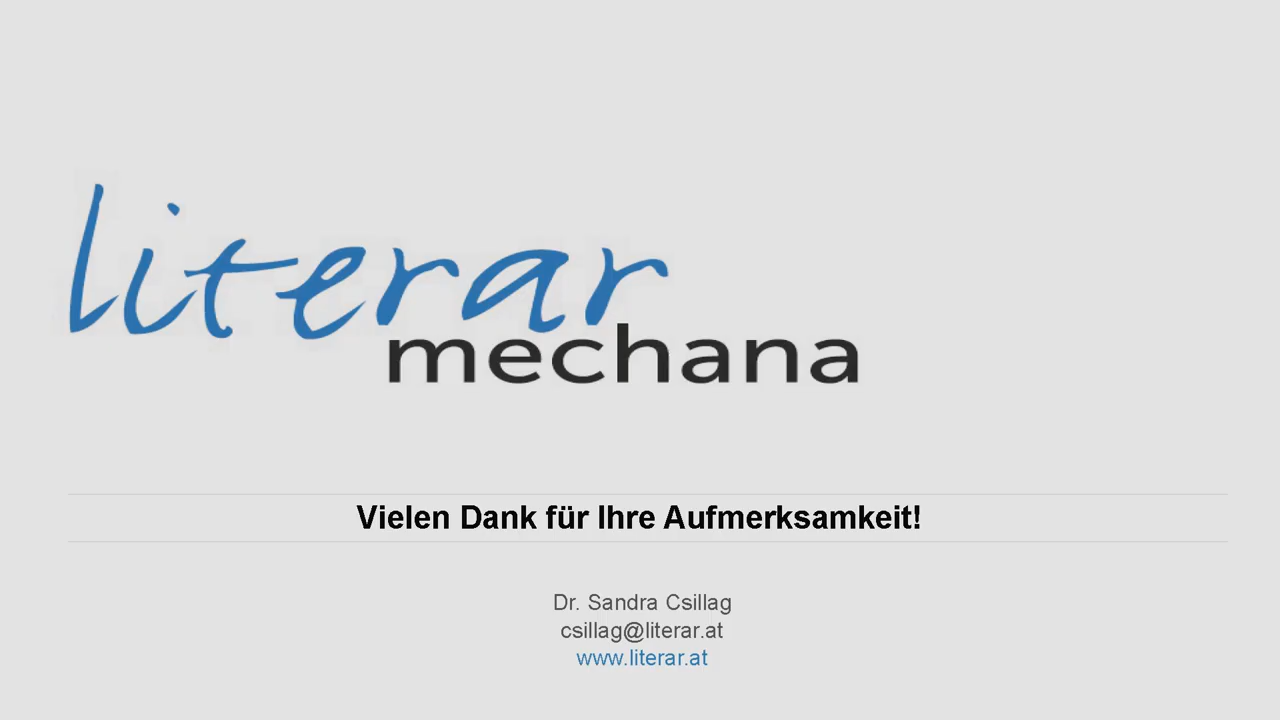 literar
mechana
Vielen Dank für Ihre Aufmerksamkeit!
Dr. Sandra Csillag
csillag@literar.at
www.literar.at